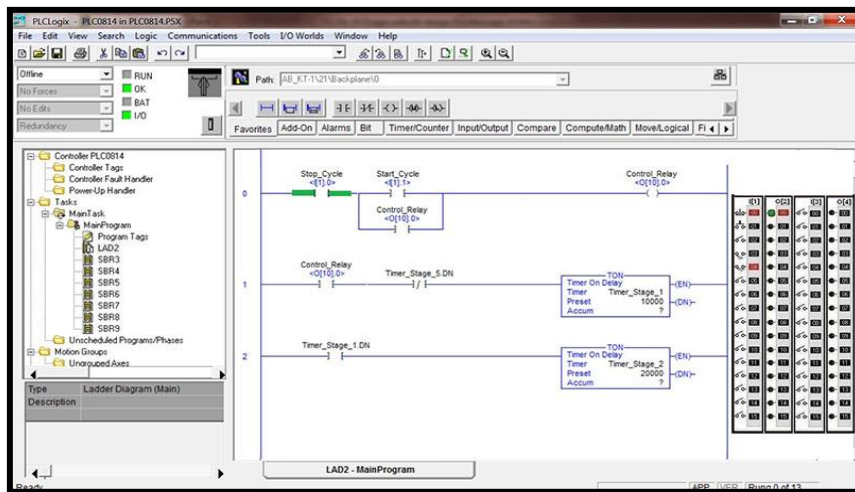 PLCLogix - PLC0814 in PLC0814.P5X
File Edit View Search Logic Communications Tools I/O Worlds Window Help
Offline
RUN
No Forces
OK
No Edits
BAT
Redundancy
I/O
Path: AB_KT-1\21\Backplane\0
Favorites Add-On Alarms Bit Timer/Counter Input/Output Compare Compute/Math Move/Logical
Controller PLC0814
Controller Tags
Controller Fault Handler
Power-Up Handler
Tasks
MainTask
MainProgram
Program Tags
LAD2
SBR3
SBR4
SBR5
SBR6
SBR7
SBR8
SBR9
Unscheduled Programs/Phases
Motion Groups
Ungrouped Axes
Type Ladder Diagram (Main)
Description
Stop_Cycle
<I[1].0>
Start_Cycle
<I[1].1>
Control_Relay
<O[10].0>
0
Control_Relay
<O[10].0>
Control_Relay
<O[10].0>
Timer_Stage_5.DN
1
TON
Timer On Delay
Timer Timer_Stage_1
Preset 10000
Accum ?
(EN)
(DN)
Timer_Stage_1.DN
2
TON
Timer On Delay
Timer Timer_Stage_2
Preset 20000
Accum ?
(EN)
(DN)
I[1] O[2] I[3] O[4]
LAD2 - MainProgram
Ready
APP VER Rung 0 of 13